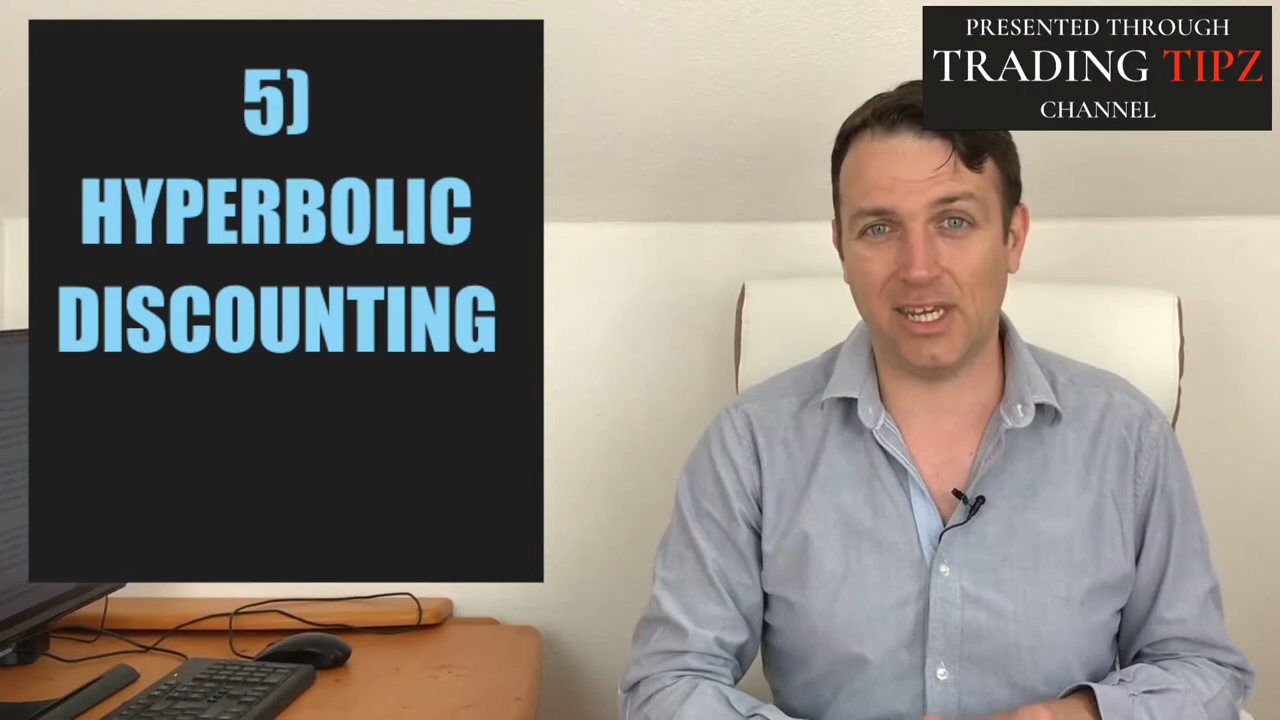 5)
HYPERBOLIC
DISCOUNTING
PRESENTED THROUGH
TRADING TIPZ
CHANNEL